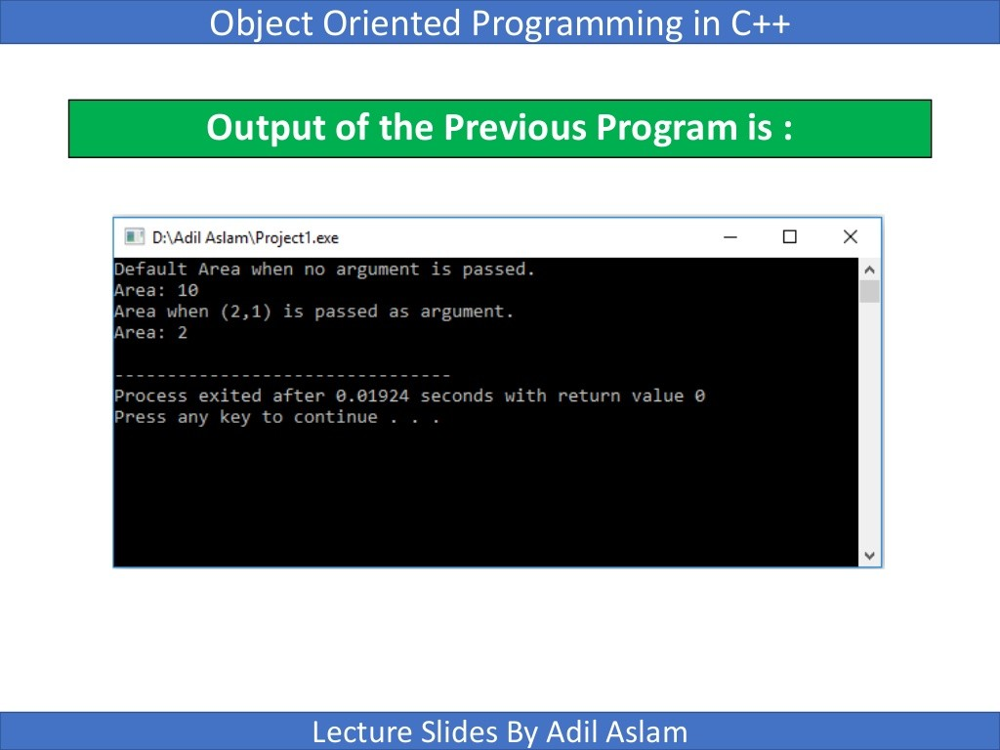 Object Oriented Programming in C++
Output of the Previous Program is :
D:\Adil Aslam\Project1.exe
Default Area when no argument is passed.
Area: 10
Area when (2,1) is passed as argument.
Area: 2
--------------------------------
Process exited after 0.01924 seconds with return value 0
Press any key to continue . . .
Lecture Slides By Adil Aslam